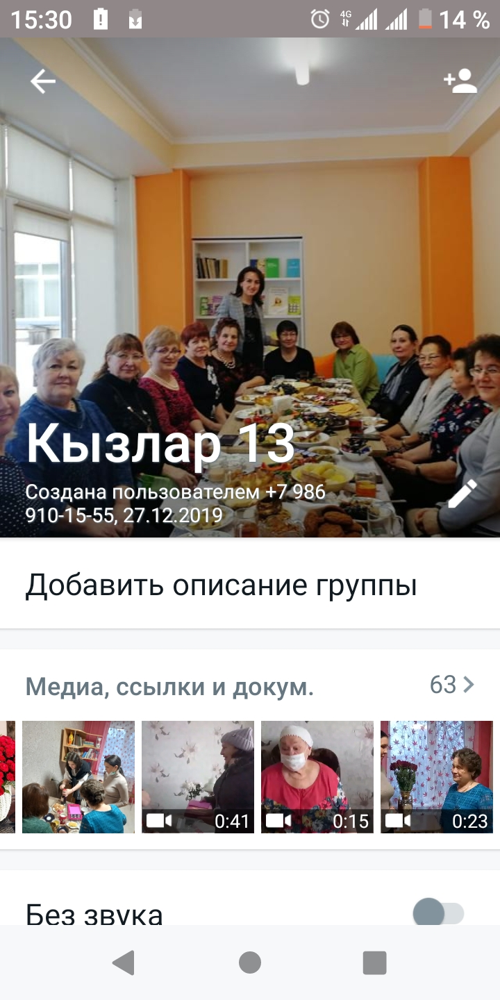 15:30
4G
14 %
Кызлар 13
Создана пользователем +7 986
910-15-55, 27.12.2019
Добавить описание группы
Медиа, ссылки и докум.
63
0:41
0:15
0:23
Без звука